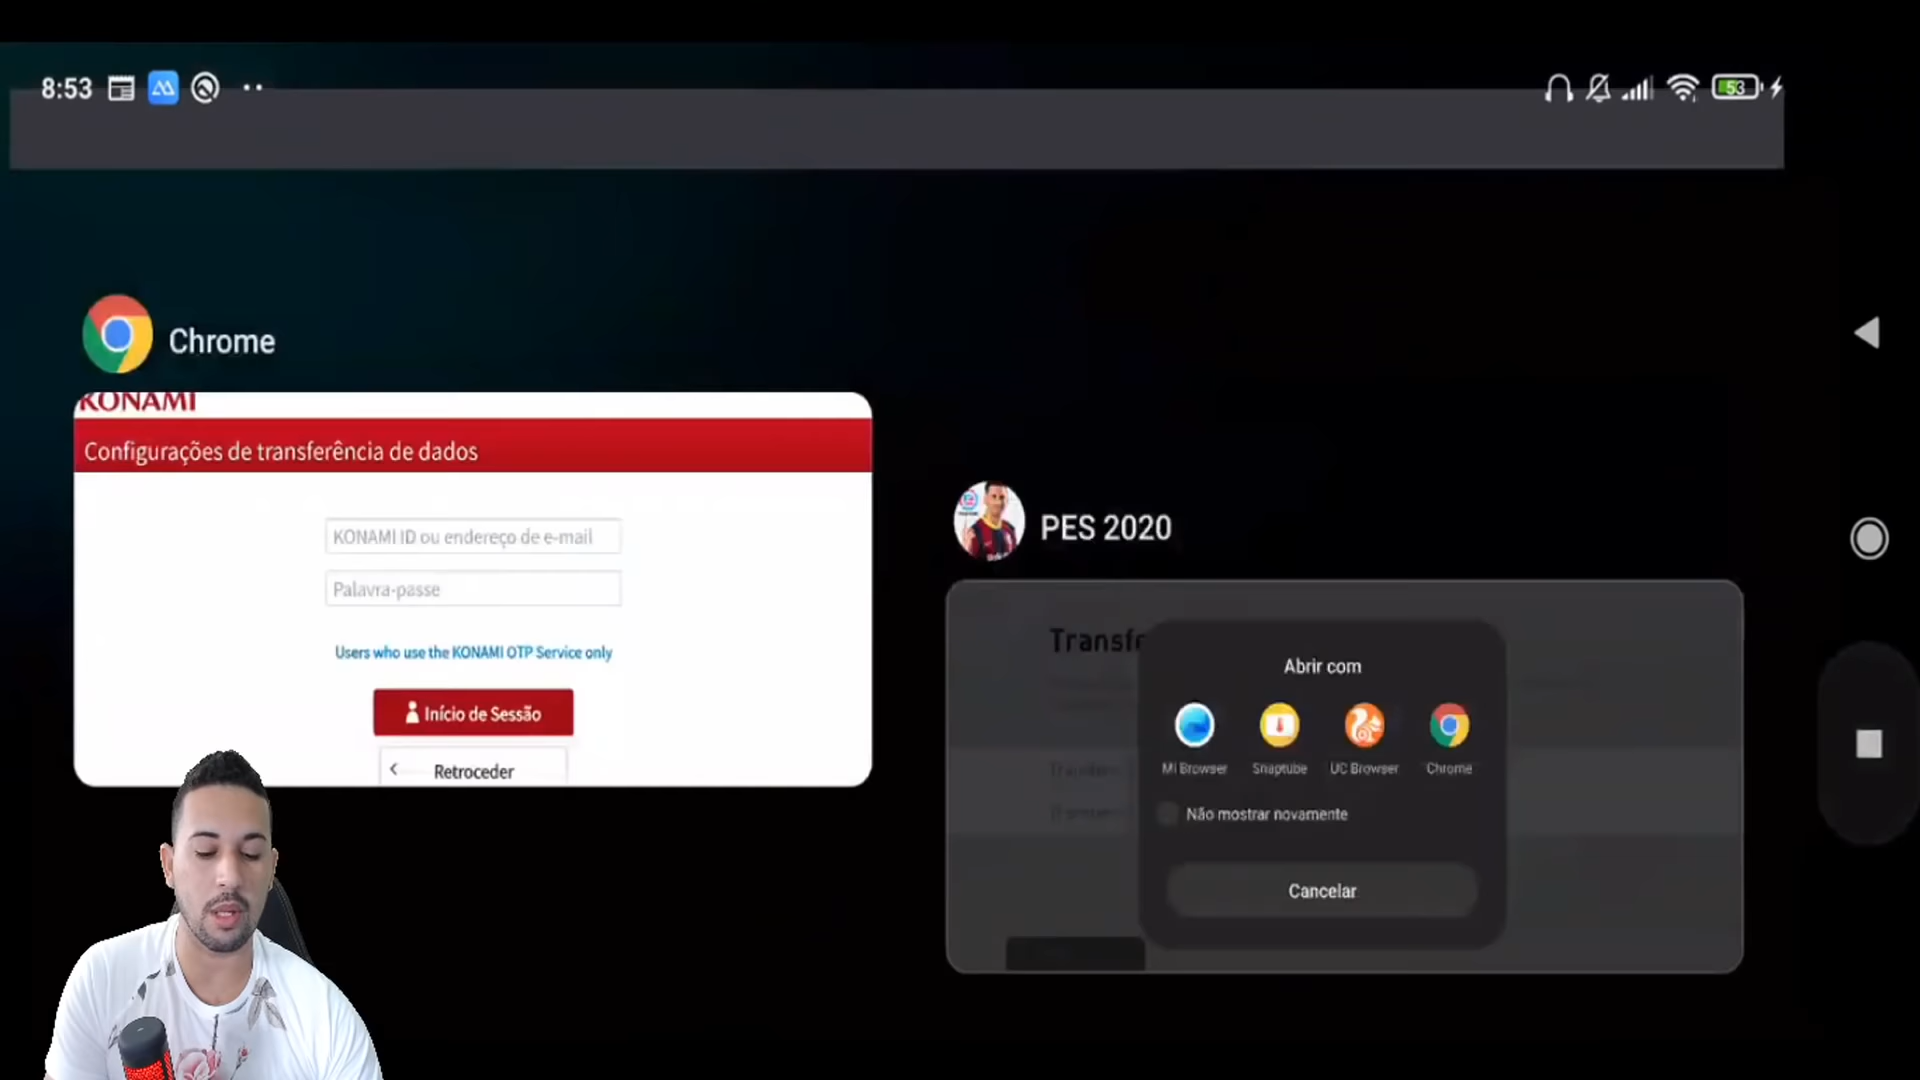 8:53
53
Chrome
KONAMI
Configurações de transferência de dados
KONAMI ID ou endereço de e-mail
Palavra-passe
Users who use the KONAMI OTP Service only
Início de Sessão
Retroceder
PES 2020
Transfe
Abrir com
Mi Browser
Snaptube
UC Browser
Chrome
Não mostrar novamente
Cancelar